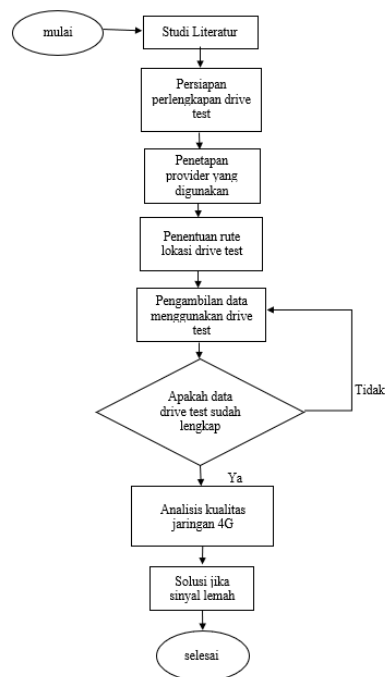 mulai
Studi Literatur
Persiapan
perlengkapan drive
test
Penetapan
provider yang
digunakan
Penentuan rute
lokasi drive test
Pengambilan data
menggunakan drive
test
Apakah data
drive test sudah
lengkap
Tidak
Ya
Analisis kualitas
jaringan 4G
Solusi jika
sinyal lemah
selesai